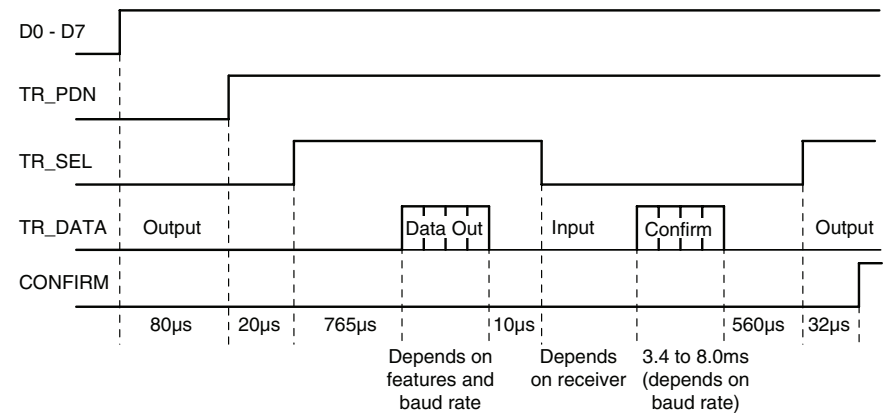 D0 - D7
TR_PDN
TR_SEL
TR_DATA Output Data Out Input Confirm Output
CONFIRM
80µs 20µs 765µs 10µs 560µs 32µs
Depends on
features and
baud rate
Depends
on receiver
3.4 to 8.0ms
(depends on
baud rate)